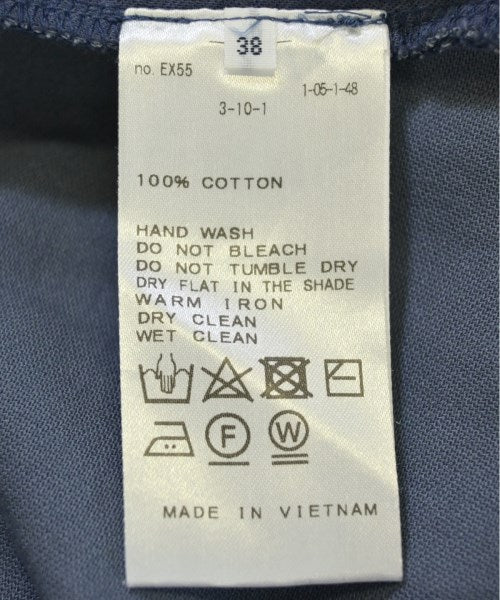 38
no. EX55
1-05-1-48
3-10-1
100% COTTON
HAND WASH
DO NOT BLEACH
DO NOT TUMBLE DRY
DRY FLAT IN THE SHADE
WARM IRON
DRY CLEAN
WET CLEAN
F W
MADE IN VIETNAM